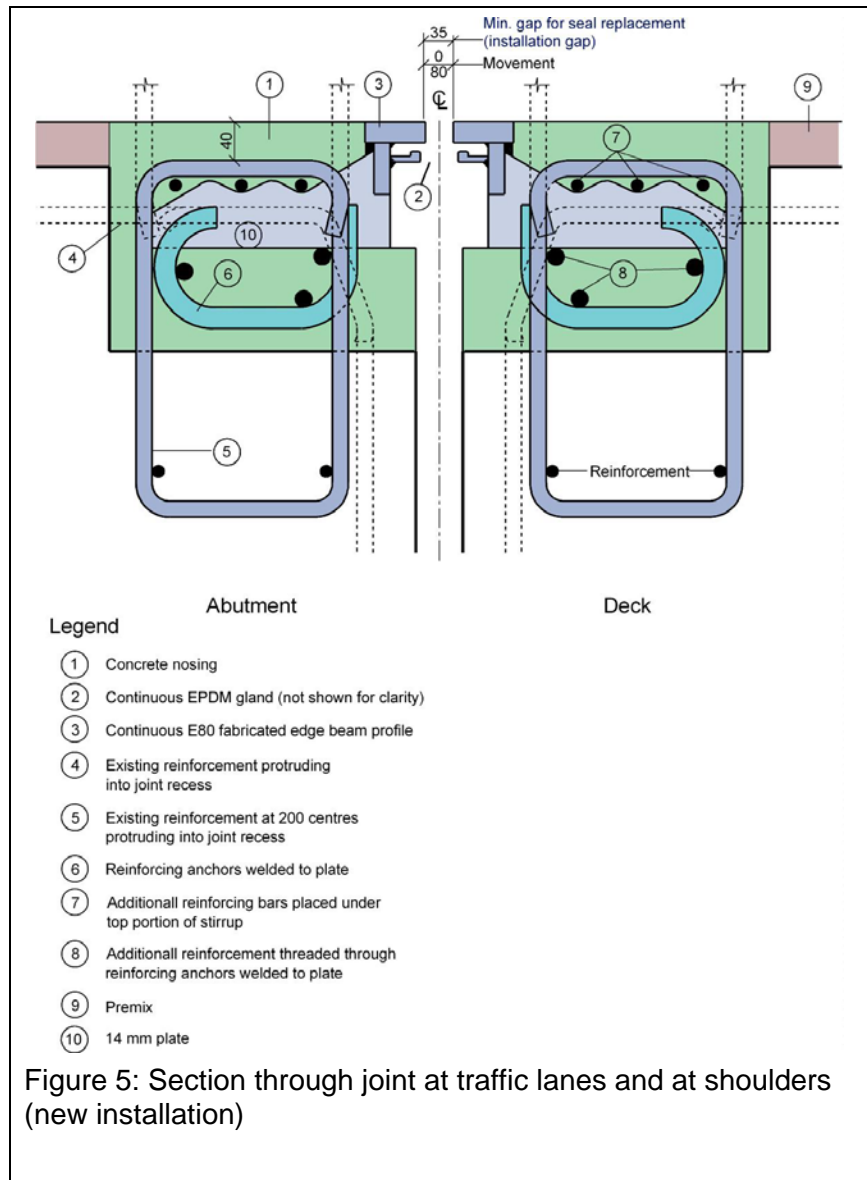 35
Min. gap for seal replacement
(installation gap)
0
80
Movement
℄
1
3
9
40
7
2
4
10
6
8
5
Reinforcement
Abutment
Deck
Legend
1 Concrete nosing
2 Continuous EPDM gland (not shown for clarity)
3 Continuous E80 fabricated edge beam profile
4 Existing reinforcement protruding
into joint recess
5 Existing reinforcement at 200 centres
protruding into joint recess
6 Reinforcing anchors welded to plate
7 Additionall reinforcing bars placed under
top portion of stirrup
8 Additionall reinforcement threaded through
reinforcing anchors welded to plate
9 Premix
10 14 mm plate
Figure 5: Section through joint at traffic lanes and at shoulders
(new installation)